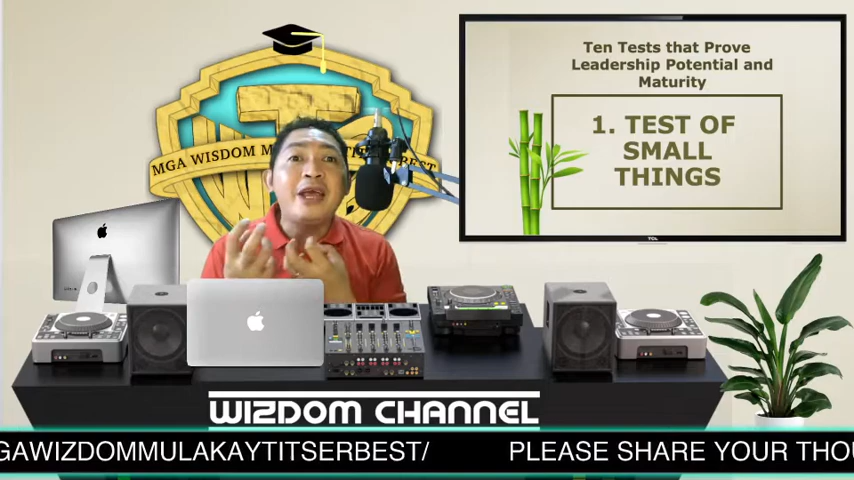 Ten Tests that Prove
Leadership Potential and
Maturity
1. TEST OF
SMALL
THINGS
MGA WISDOM
BEST
TCL
WIZDOM CHANNEL
GAWIZDOMMULAKAYTITSERBEST/ PLEASE SHARE YOUR THOU